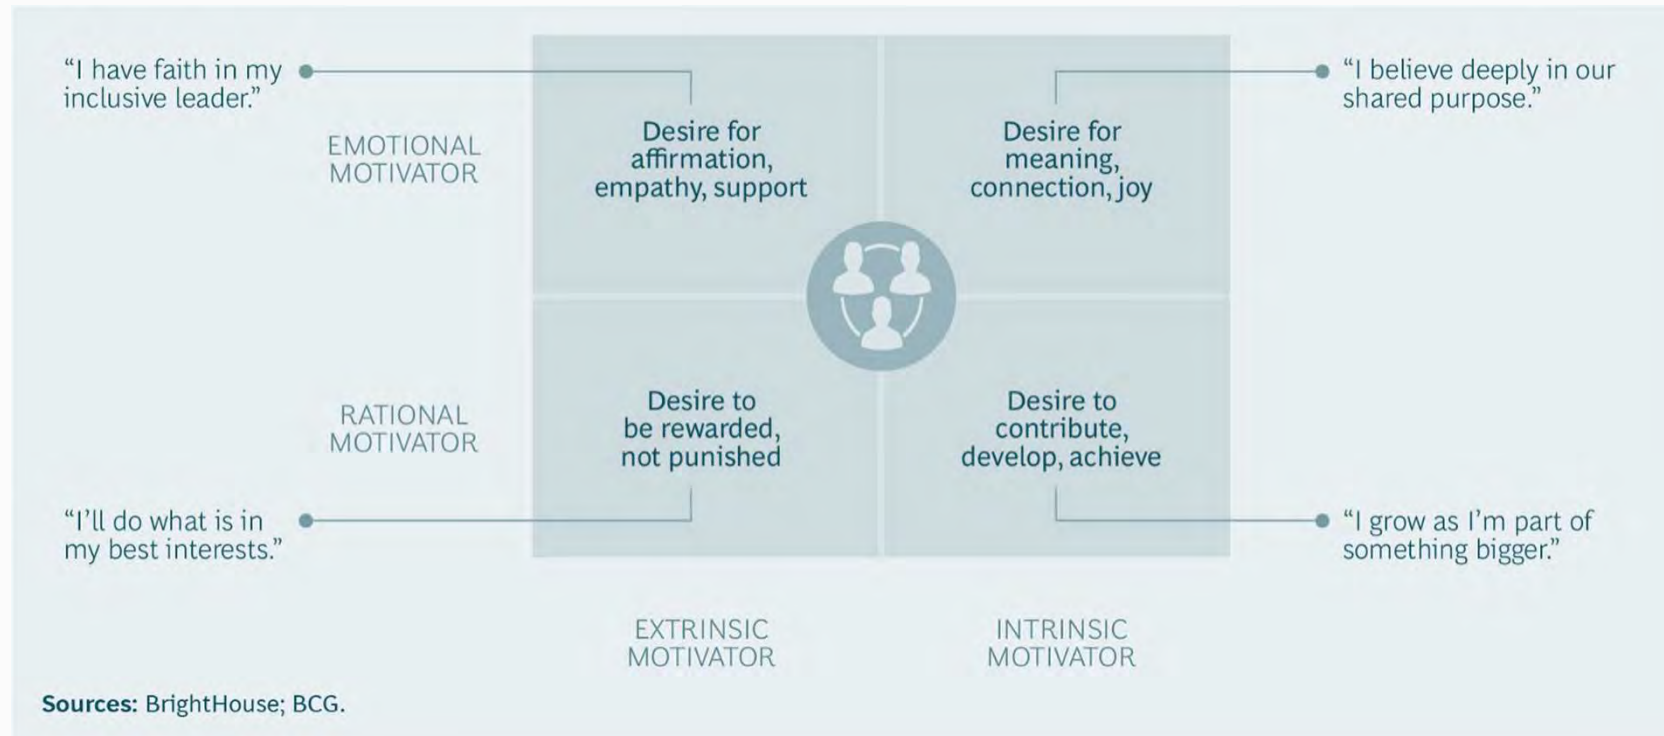 “I have faith in my
inclusive leader.”
“I believe deeply in our
shared purpose.”
EMOTIONAL
MOTIVATOR
Desire for
affirmation,
empathy, support
Desire for
meaning,
connection, joy
RATIONAL
MOTIVATOR
Desire to
be rewarded,
not punished
Desire to
contribute,
develop, achieve
“I’ll do what is in
my best interests.”
“I grow as I’m part of
something bigger.”
EXTRINSIC
MOTIVATOR
INTRINSIC
MOTIVATOR
Sources: BrightHouse; BCG.